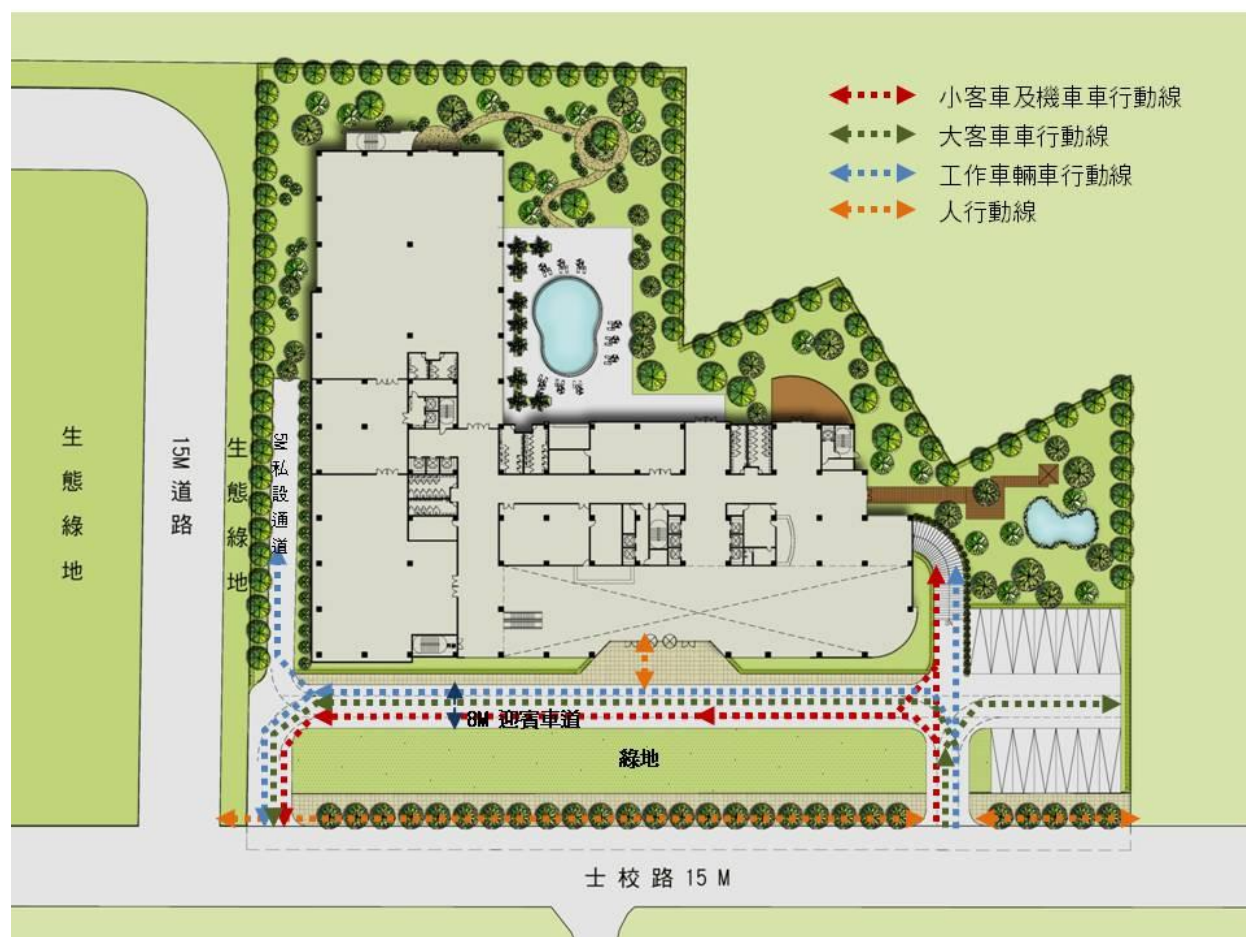 小客車及機車車行動線
大客車車行動線
工作車輛車行動線
人行動線
生態綠地
15M 道路
生態綠地
5M 私設通道
8M 迎賓車道
綠地
士校路 15 M